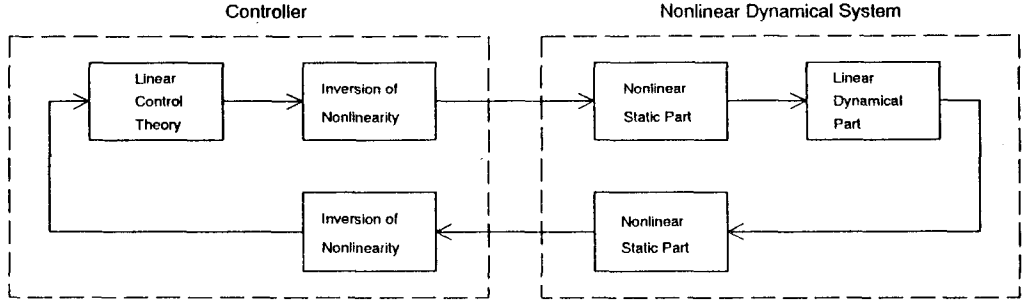 Controller
Nonlinear Dynamical System
Linear
Control
Theory
Inversion of
Nonlinearity
Nonlinear
Static Part
Linear
Dynamical
Part
Inversion of
Nonlinearity
Nonlinear
Static Part